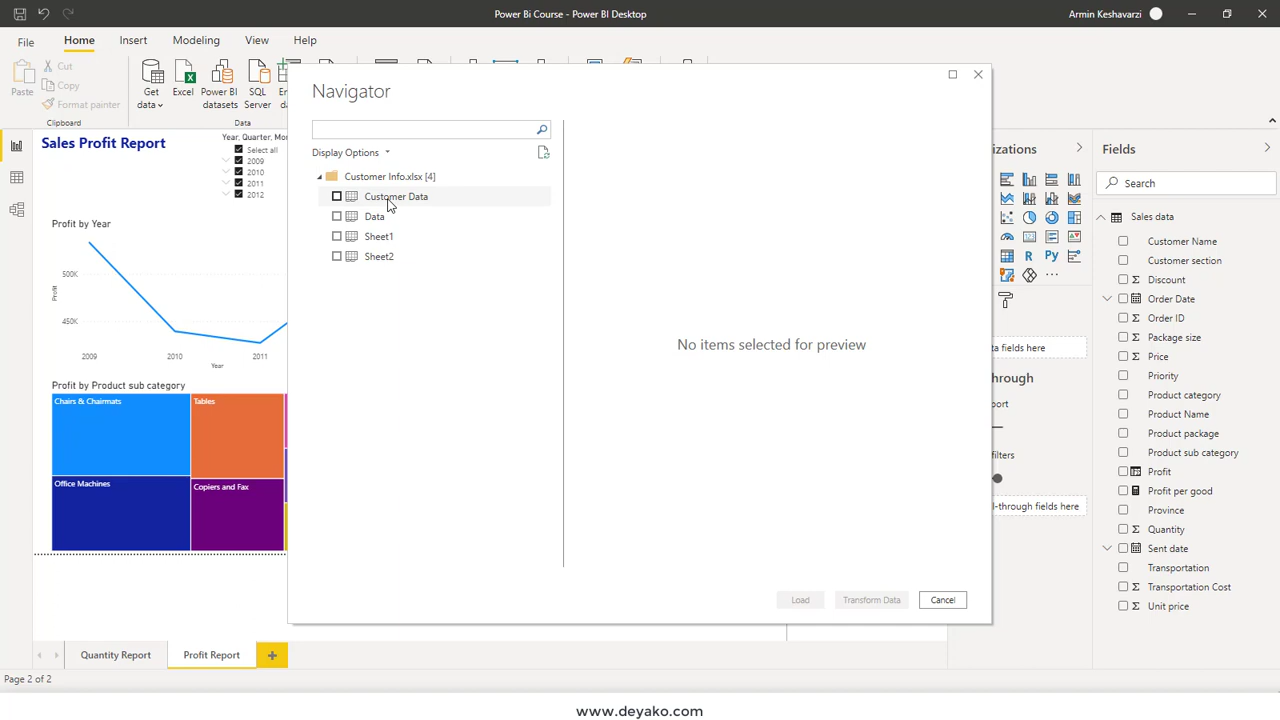 Power Bi Course - Power BI Desktop
Armin Keshavarzi
File Home Insert Modeling View Help
Paste
Cut
Copy
Format painter
Clipboard
Get data
Excel
Power BI datasets
SQL Server
Data
Sales Profit Report
Year, Quarter, Mon
Select all
2009
2010
2011
2012
Profit by Year
500K
450K
Profit
2009 2010 2011
Year
Profit by Product sub category
Chairs & Chairmats
Tables
Office Machines
Copiers and Fax
Navigator
Display Options
Customer Info.xlsx [4]
Customer Data
Data
Sheet1
Sheet2
No items selected for preview
Load Transform Data Cancel
R Py
Fields
Search
Sales data
Customer Name
Customer section
Discount
Order Date
Order ID
Package size
Price
Priority
Product category
Product Name
Product package
Product sub category
Profit
Profit per good
Province
Quantity
Sent date
Transportation
Transportation Cost
Unit price
Quantity Report Profit Report
Page 2 of 2
www.deyako.com